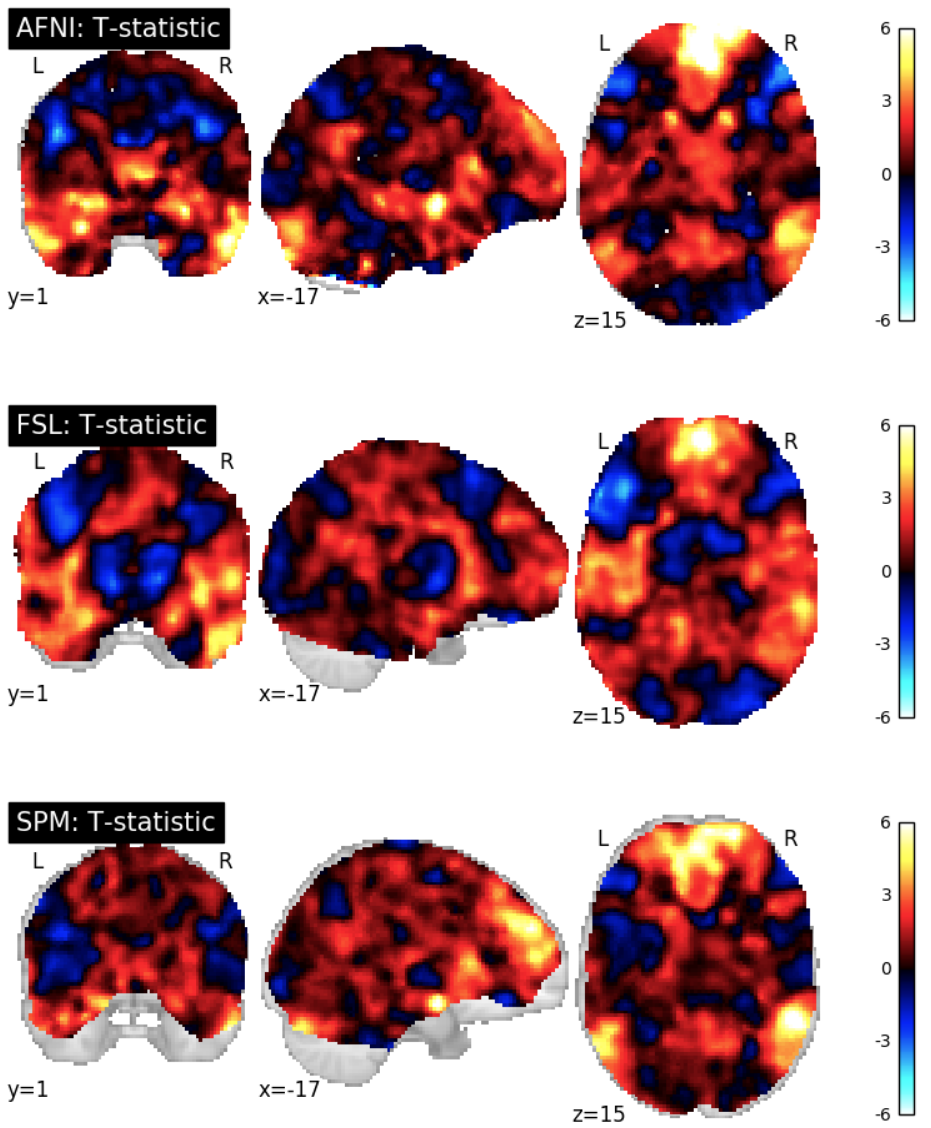 AFNI: T-statistic
L R L R
6
3
0
-3
-6
y=1 x=-17 z=15
FSL: T-statistic
L R L R
6
3
0
-3
-6
y=1 x=-17 z=15
SPM: T-statistic
L R L R
6
3
0
-3
-6
y=1 x=-17 z=15